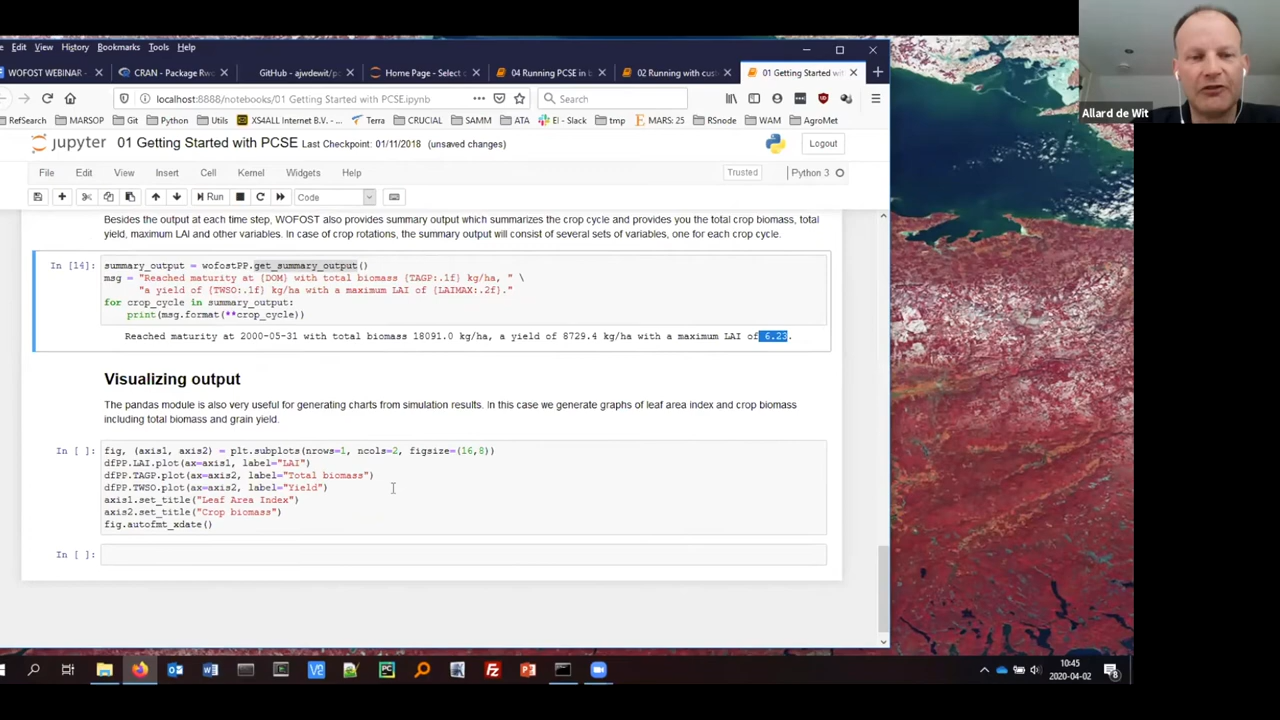 Edit View History Bookmarks Tools Help
WOFOST WEBINAR - CRAN - Package Rwo GitHub - ajwdewit/pc Home Page - Select o 04 Running PCSE in b 02 Running with cust 01 Getting Started wit
localhost:8888/notebooks/01 Getting Started with PCSE.ipynb Search
RefSearch MARSOP Git Python Utils XS4ALL Internet B.V. - Terra CRUCIAL SAMM ATA El - Slack tmp MARS: 25 RSnode WAM AgroMet
Allard de Wit
jupyter 01 Getting Started with PCSE Last Checkpoint: 01/11/2018 (unsaved changes) Logout
File Edit View Insert Cell Kernel Widgets Help Trusted Python 3
Run Code
Besides the output at each time step, WOFOST also provides summary output which summarizes the crop cycle and provides you the total crop biomass, total
yield, maximum LAI and other variables. In case of crop rotations, the summary output will consist of several sets of variables, one for each crop cycle.
In [14]: summary_output = wofostPP.get_summary_output()
msg = "Reached maturity at {DOM} with total biomass {TAGP:.1f} kg/ha, " \
"a yield of {TWSO:.1f} kg/ha with a maximum LAI of {LAIMAX:.2f}."
for crop_cycle in summary_output:
print(msg.format(**crop_cycle))
Reached maturity at 2000-05-31 with total biomass 18091.0 kg/ha, a yield of 8729.4 kg/ha with a maximum LAI of 6.23.
Visualizing output
The pandas module is also very useful for generating charts from simulation results. In this case we generate graphs of leaf area index and crop biomass
including total biomass and grain yield.
In [ ]: fig, (axis1, axis2) = plt.subplots(nrows=1, ncols=2, figsize=(16,8))
dfPP.LAI.plot(ax=axis1, label="LAI")
dfPP.TAGP.plot(ax=axis2, label="Total biomass")
dfPP.TWSO.plot(ax=axis2, label="Yield")
axis1.set_title("Leaf Area Index")
axis2.set_title("Crop biomass")
fig.autofmt_xdate()
In [ ]:
10:45
2020-04-02
8